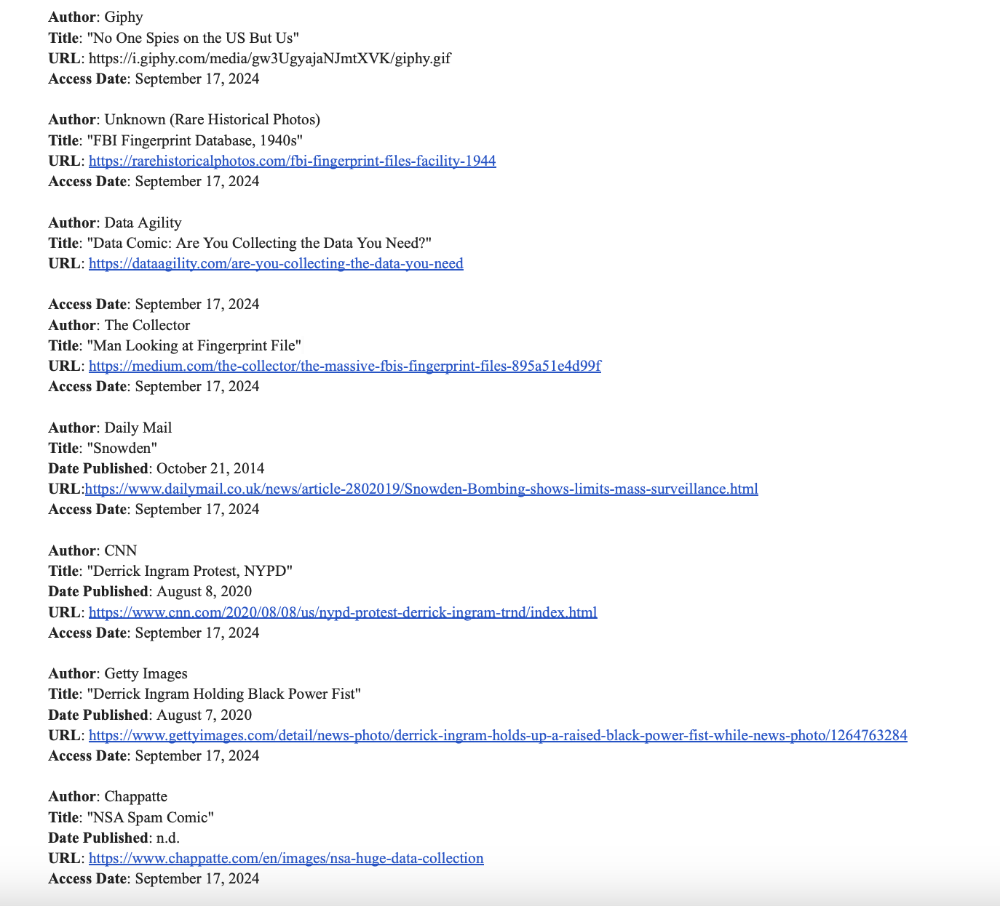 Author: Giphy
Title: "No One Spies on the US But Us"
URL: https://i.giphy.com/media/gw3UgyajaNJmtXVK/giphy.gif
Access Date: September 17, 2024
Author: Unknown (Rare Historical Photos)
Title: "FBI Fingerprint Database, 1940s"
URL: https://rarehistoricalphotos.com/fbi-fingerprint-files-facility-1944
Access Date: September 17, 2024
Author: Data Agility
Title: "Data Comic: Are You Collecting the Data You Need?"
URL: https://dataagility.com/are-you-collecting-the-data-you-need
Access Date: September 17, 2024
Author: The Collector
Title: "Man Looking at Fingerprint File"
URL: https://medium.com/the-collector/the-massive-fbis-fingerprint-files-895a51e4d99f
Access Date: September 17, 2024
Author: Daily Mail
Title: "Snowden"
Date Published: October 21, 2014
URL:https://www.dailymail.co.uk/news/article-2802019/Snowden-Bombing-shows-limits-mass-surveillance.html
Access Date: September 17, 2024
Author: CNN
Title: "Derrick Ingram Protest, NYPD"
Date Published: August 8, 2020
URL: https://www.cnn.com/2020/08/08/us/nypd-protest-derrick-ingram-trnd/index.html
Access Date: September 17, 2024
Author: Getty Images
Title: "Derrick Ingram Holding Black Power Fist"
Date Published: August 7, 2020
URL: https://www.gettyimages.com/detail/news-photo/derrick-ingram-holds-up-a-raised-black-power-fist-while-news-photo/1264763284
Access Date: September 17, 2024
Author: Chappatte
Title: "NSA Spam Comic"
Date Published: n.d.
URL: https://www.chappatte.com/en/images/nsa-huge-data-collection
Access Date: September 17, 2024